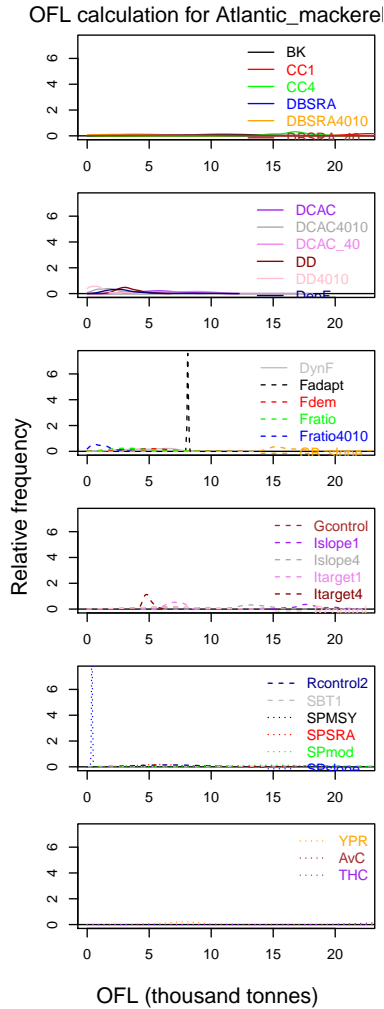 OFL calculation for Atlantic_mackerel
BK
CC1
CC4
DBSRA
DBSRA4010
DBSRA_40
0 2 4 6
0 5 10 15 20
DCAC
DCAC4010
DCAC_40
DD
DD4010
DepF
0 2 4 6
0 5 10 15 20
DynF
Fadapt
Fdem
Fratio
Fratio4010
GB_slope
0 2 4 6
0 5 10 15 20
Relative frequency
Gcontrol
Islope1
Islope4
Itarget1
Itarget4
0 2 4 6
0 5 10 15 20
Rcontrol2
SBT1
SPMSY
SPSRA
SPmod
SPslope
0 2 4 6
0 5 10 15 20
YPR
AvC
THC
0 2 4 6
0 5 10 15 20
OFL (thousand tonnes)